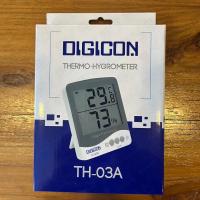 DIGICON
THERMO-HYGROMETER
29.8
73%
DIGICON
TH-03A